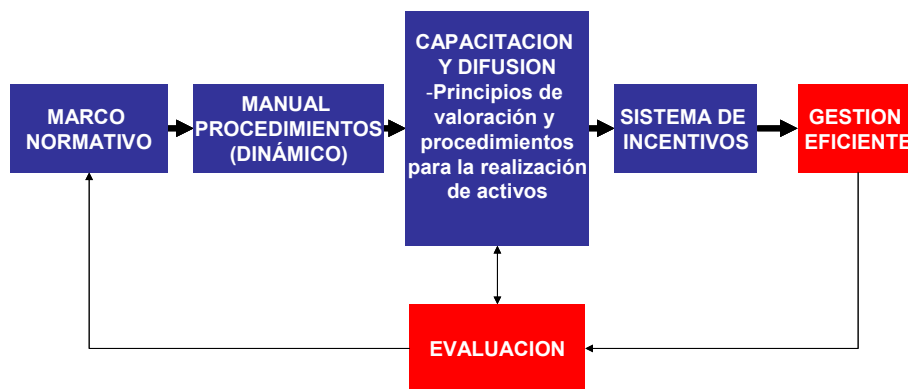 MARCO
NORMATIVO
MANUAL
PROCEDIMIENTOS
(DINÁMICO)
CAPACITACION
Y DIFUSION
-Principios de
valoración y
procedimientos
para la realización
de activos
SISTEMA DE
INCENTIVOS
GESTION
EFICIENTE
EVALUACION